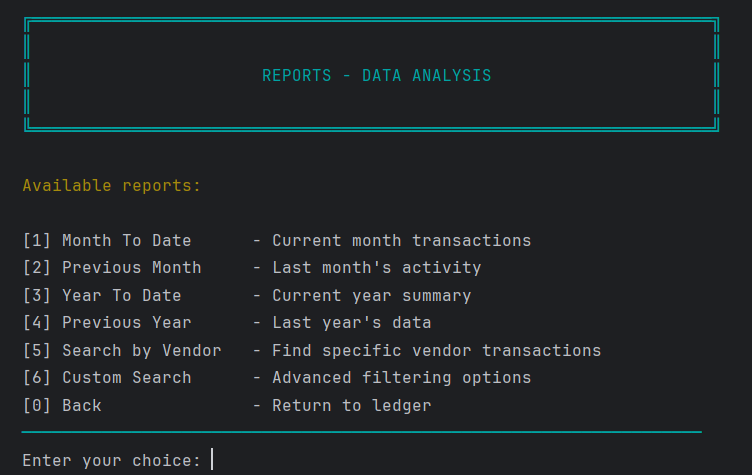 REPORTS - DATA ANALYSIS
Available reports:
[1] Month To Date      - Current month transactions
[2] Previous Month     - Last month's activity
[3] Year To Date       - Current year summary
[4] Previous Year      - Last year's data
[5] Search by Vendor   - Find specific vendor transactions
[6] Custom Search      - Advanced filtering options
[0] Back               - Return to ledger
Enter your choice: